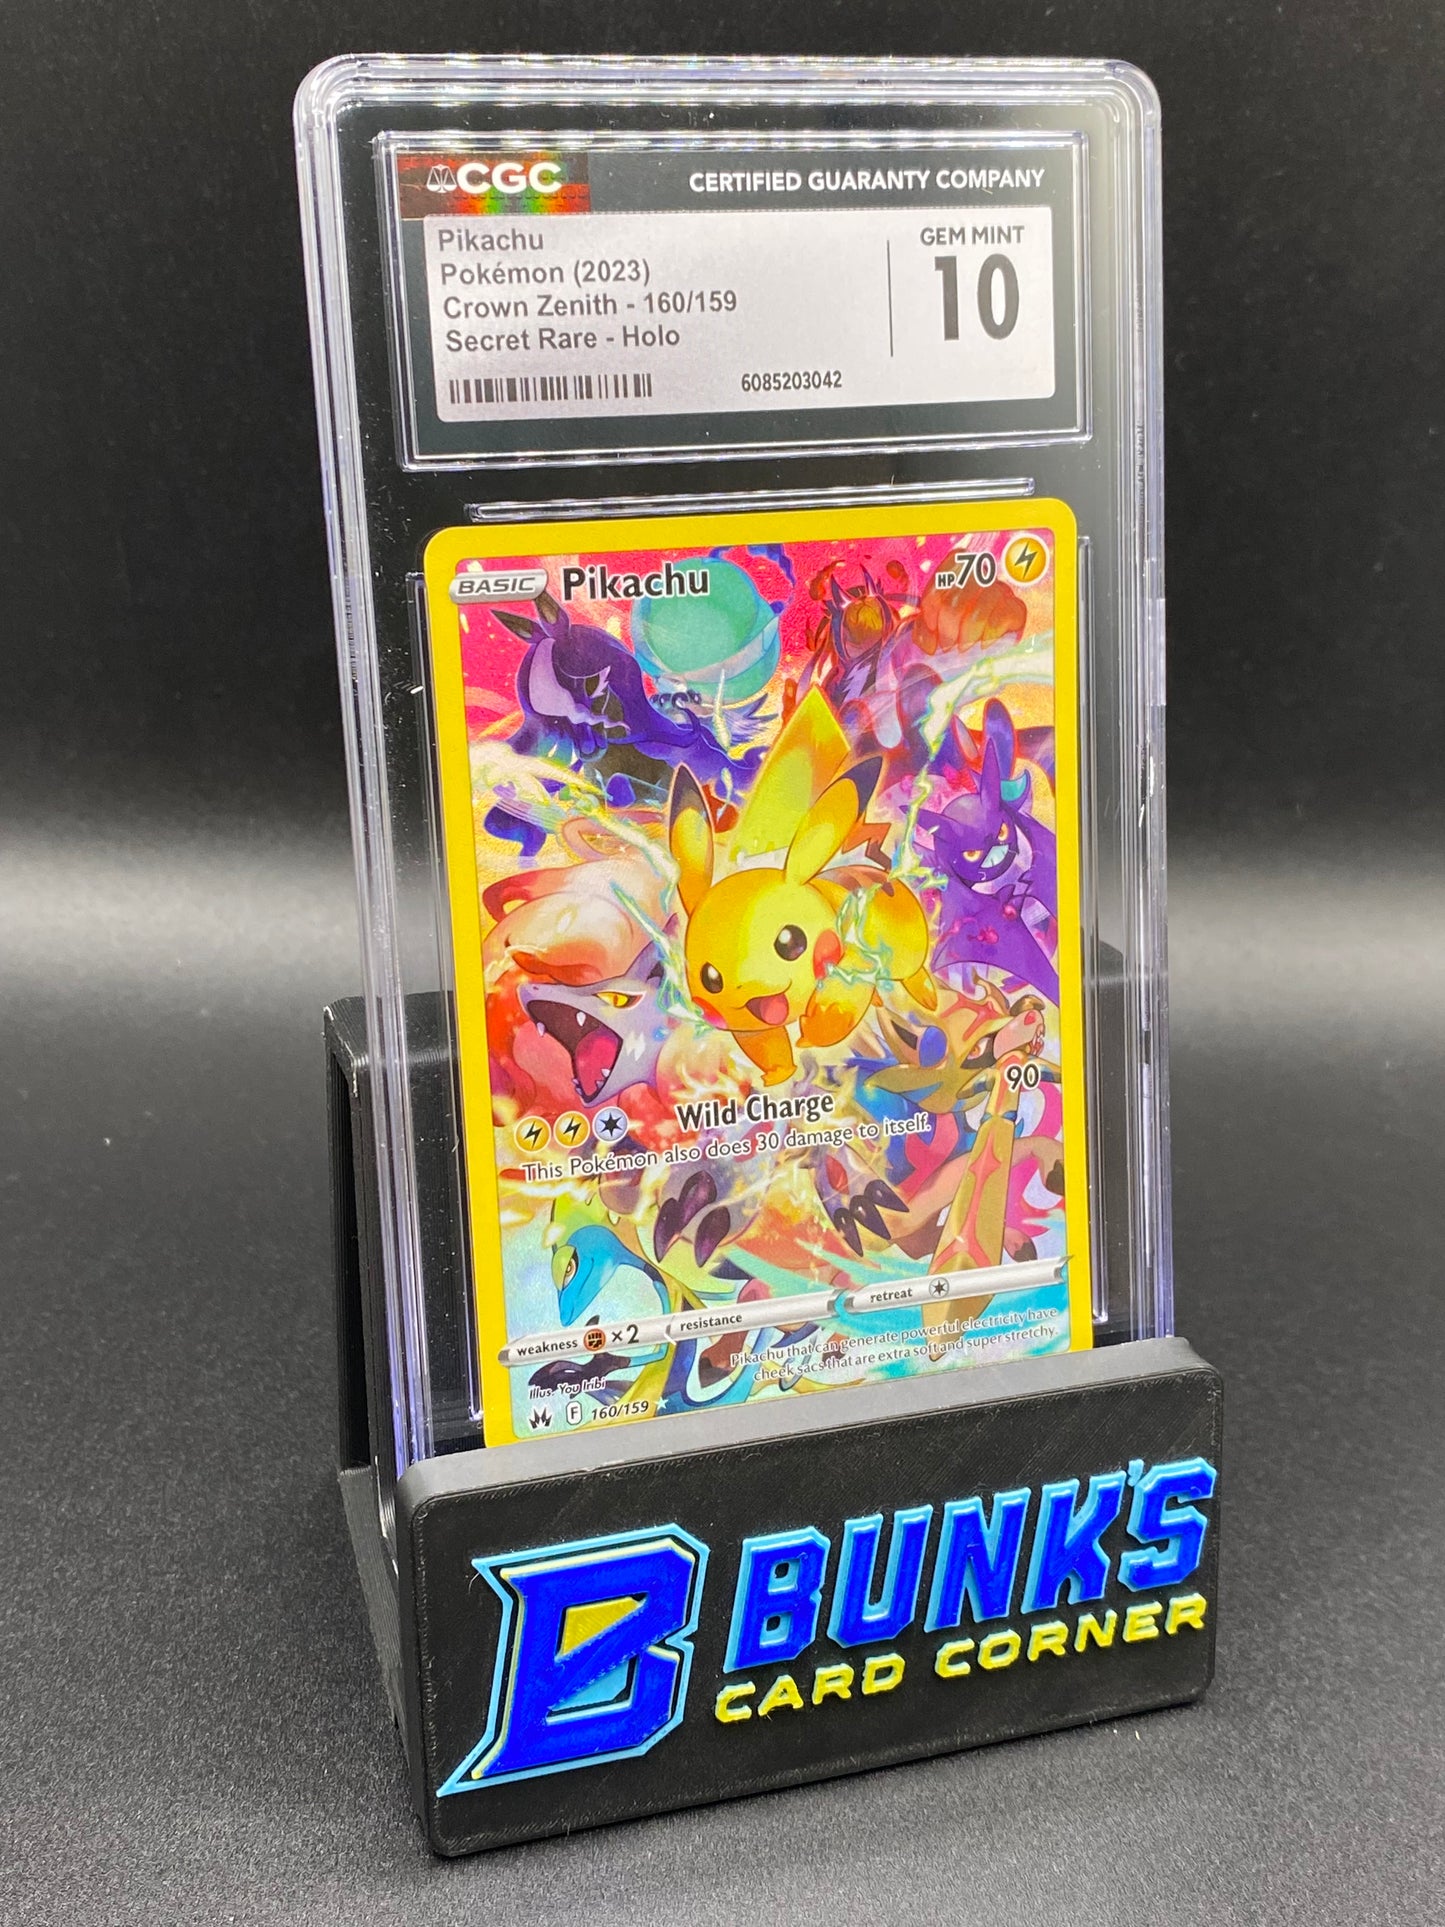 CGC CERTIFIED GUARANTY COMPANY
Pikachu
Pokémon (2023)
Crown Zenith - 160/159
Secret Rare - Holo
GEM MINT
10
6085203042
BASIC Pikachu HP70
Wild Charge 90
This Pokémon also does 30 damage to itself.
weakness ×2 resistance retreat
Pikachu that can generate powerful electricity have
cheek sacs that are extra soft and super stretchy.
Illus. You Iribi
F 160/159
B BUNK'S
CARD CORNER